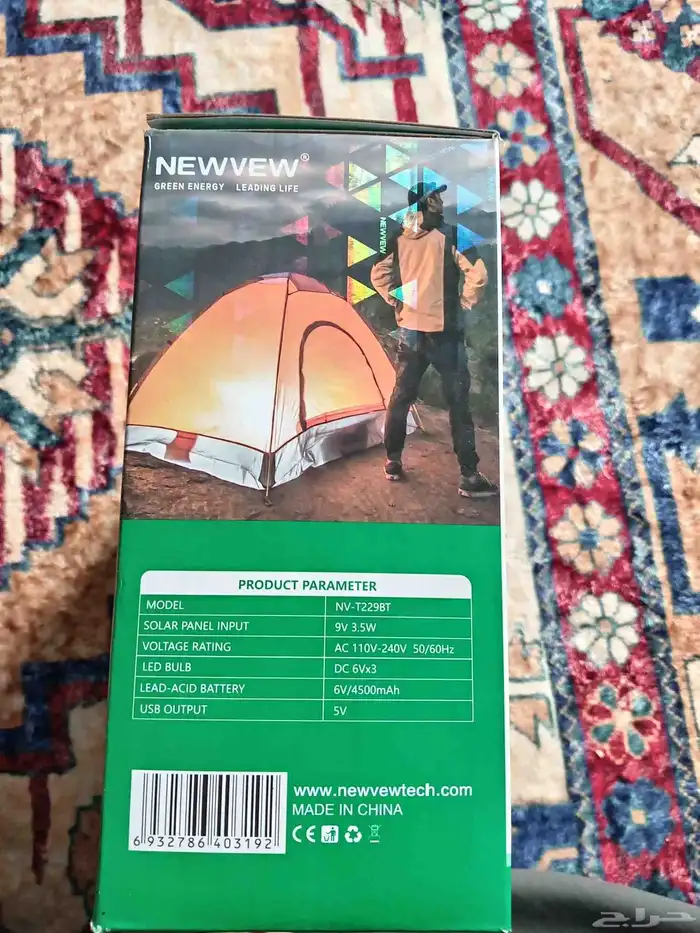 NEWVEW®
GREEN ENERGY LEADING LIFE
NEWVEW
PRODUCT PARAMETER
MODEL NV-T229BT
SOLAR PANEL INPUT 9V 3.5W
VOLTAGE RATING AC 110V-240V 50/60Hz
LED BULB DC 6Vx3
LEAD-ACID BATTERY 6V/4500mAh
USB OUTPUT 5V
www.newvewtech.com
MADE IN CHINA
CE
6 932786 403192
حراج